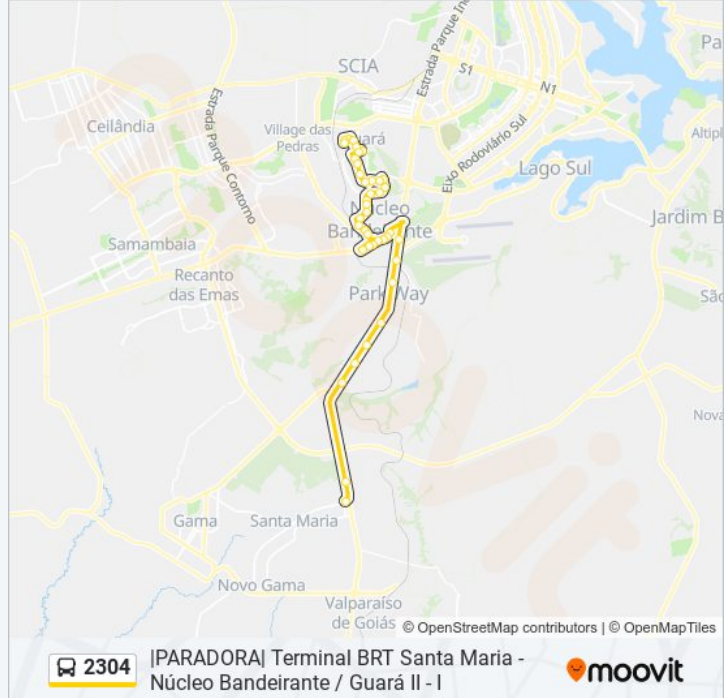 SCIA
Estrada Parque Ind
S1
N1
Pa
Ceilândia
Estrada Parque Contorno
Village das
Pedras
Guará
Eixo Rodoviário Sul
Altipl
Lago Sul
Núcleo
Bandeirante
Jardim B
Samambaia
Recanto
das Emas
Park Way
São
Nova
Gama
Santa Maria
Novo Gama
Valparaíso
de Goiás
© OpenStreetMap contributors | © OpenMapTiles
2304
|PARADORA| Terminal BRT Santa Maria -
Núcleo Bandeirante / Guará II - I
moovit